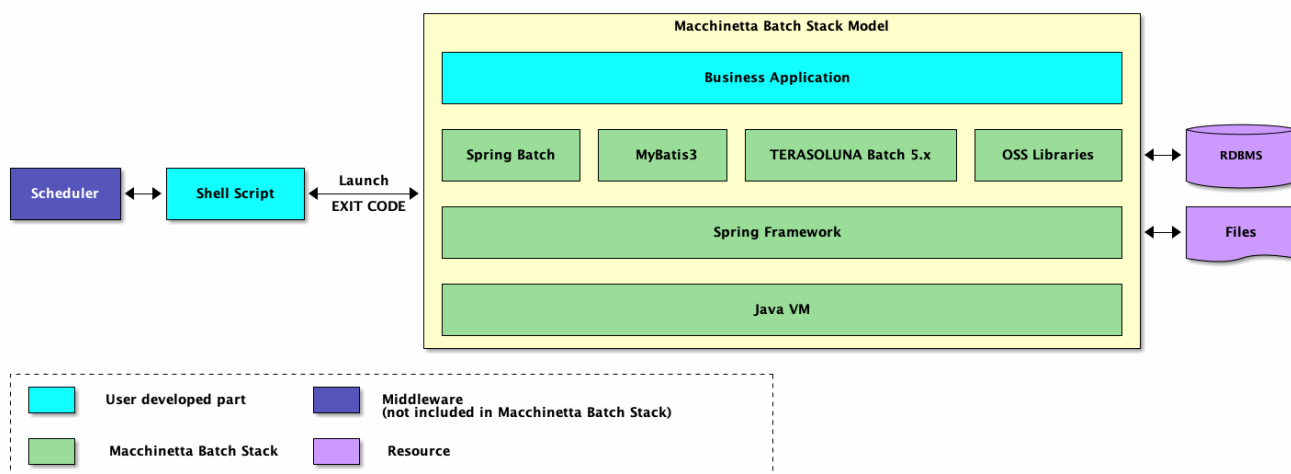 Macchinetta Batch Stack Model
Business Application
Spring Batch
MyBatis3
TERASOLUNA Batch 5.x
OSS Libraries
RDBMS
Scheduler
Shell Script
Launch
EXIT CODE
Spring Framework
Files
Java VM
User developed part
Middleware
(not included in Macchinetta Batch Stack)
Macchinetta Batch Stack
Resource